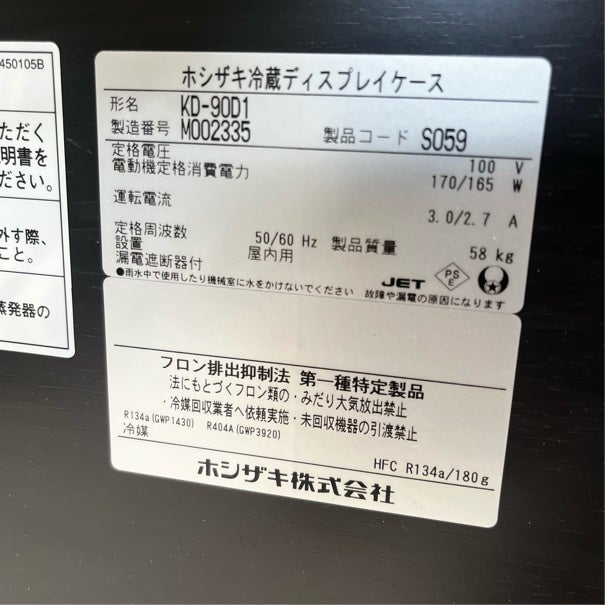 450105B
ただく
明書を
ださい。
外す際、
こと。
蒸発器の
ホシザキ冷蔵ディスプレイケース
形名 KD-90D1
製造番号 M002335 製品コード S059
定格電圧 100 V
電動機定格消費電力 170/165 W
運転電流 3.0/2.7 A
定格周波数 50/60 Hz 製品質量 58 kg
設置 屋内用
漏電遮断器付
JET PSE
●雨水中で使用したり機械室に水をかけないでください 故障や漏電の原因になります
フロン排出抑制法 第一種特定製品
法にもとづくフロン類の・みだり大気放出禁止
・冷媒回収業者へ依頼実施・未回収機器の引渡禁止
R134a(GWP1430) R404A(GWP3920)
冷媒 HFC R134a/180g
ホシザキ株式会社